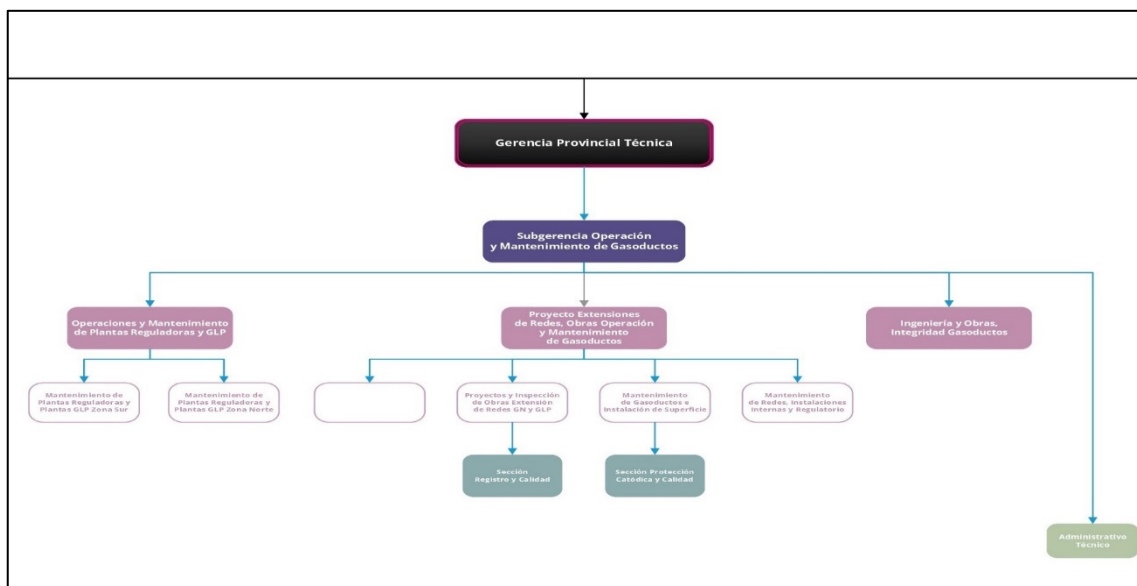 Gerencia Provincial Técnica
Subgerencia Operación
y Mantenimiento de Gasoductos
Operaciones y Mantenimiento
de Plantas Reguladoras y GLP
Proyecto Extensiones
de Redes, Obras Operación
y Mantenimiento
de Gasoductos
Ingeniería y Obras,
Integridad Gasoductos
Mantenimiento de
Plantas Reguladoras y
Plantas GLP Zona Sur
Mantenimiento de
Plantas Reguladoras y
Plantas GLP Zona Norte
Proyectos y Inspección
de Obras Extensión
de Redes GN y GLP
Mantenimiento
de Gasoductos e
Instalación de Superficie
Mantenimiento
de Redes, Instalaciones
Internas y Regulatorio
Sección
Registro y Calidad
Sección Protección
Catódica y Calidad
Administrativo
Técnico